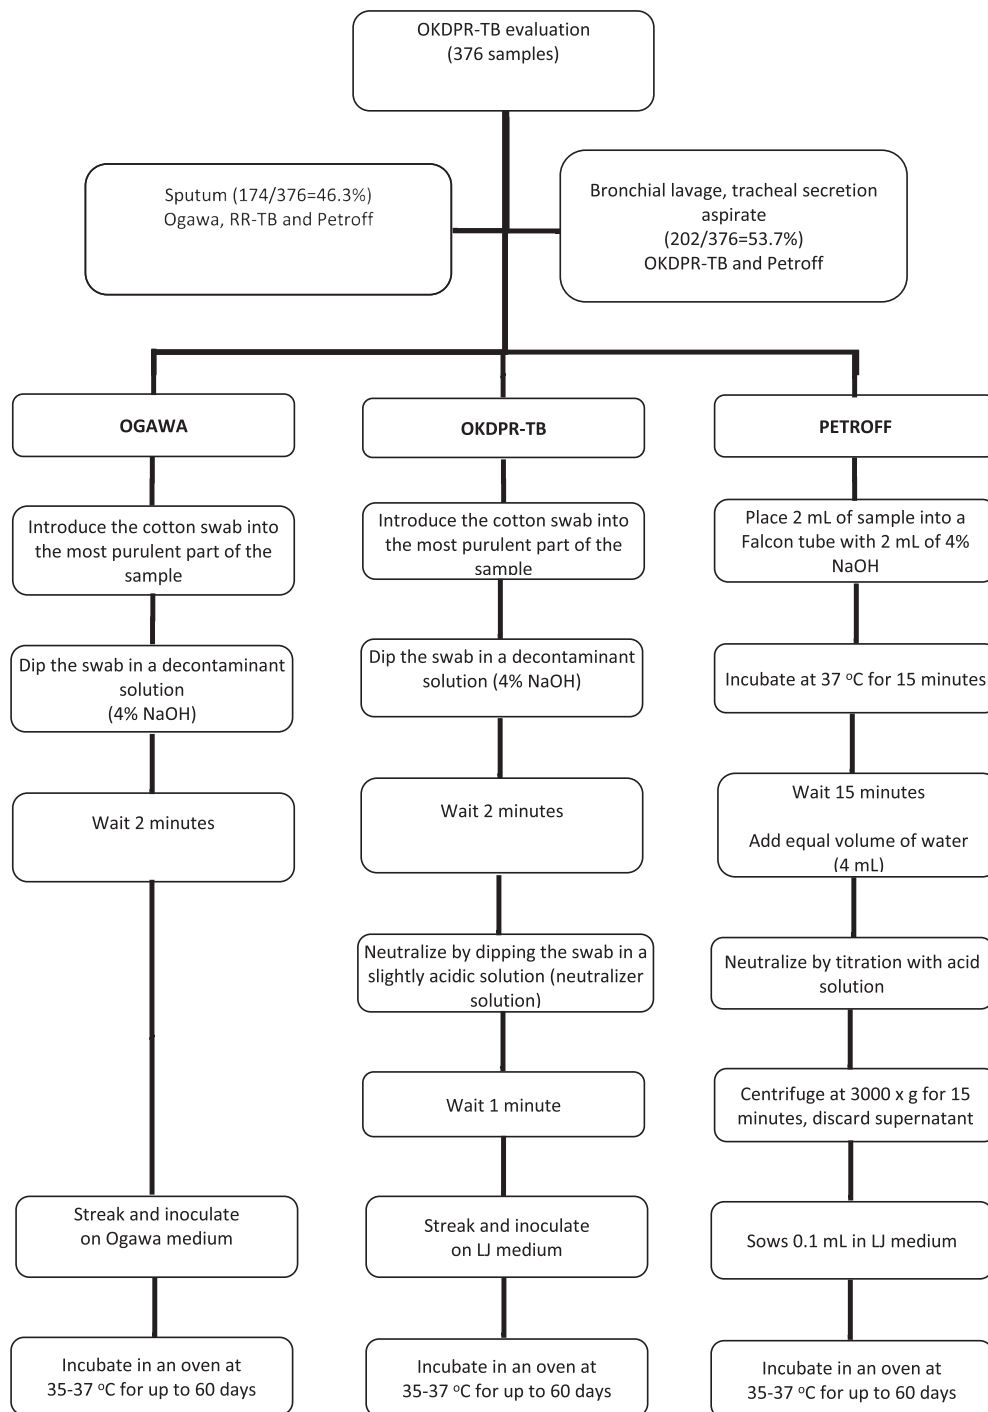 OKDPR-TB evaluation
(376 samples)
Sputum (174/376=46.3%)
Ogawa, RR-TB and Petroff
Bronchial lavage, tracheal secretion
aspirate
(202/376=53.7%)
OKDPR-TB and Petroff
OGAWA
Introduce the cotton swab into
the most purulent part of the
sample
Dip the swab in a decontaminant
solution
(4% NaOH)
Wait 2 minutes
Streak and inoculate
on Ogawa medium
Incubate in an oven at
35-37 ºC for up to 60 days
OKDPR-TB
Introduce the cotton swab into
the most purulent part of the
sample
Dip the swab in a decontaminant
solution (4% NaOH)
Wait 2 minutes
Neutralize by dipping the swab in a
slightly acidic solution (neutralizer
solution)
Wait 1 minute
Streak and inoculate
on LJ medium
Incubate in an oven at
35-37 ºC for up to 60 days
PETROFF
Place 2 mL of sample into a
Falcon tube with 2 mL of 4%
NaOH
Incubate at 37 ºC for 15 minutes
Wait 15 minutes
Add equal volume of water
(4 mL)
Neutralize by titration with acid
solution
Centrifuge at 3000 x g for 15
minutes, discard supernatant
Sows 0.1 mL in LJ medium
Incubate in an oven at
35-37 ºC for up to 60 days